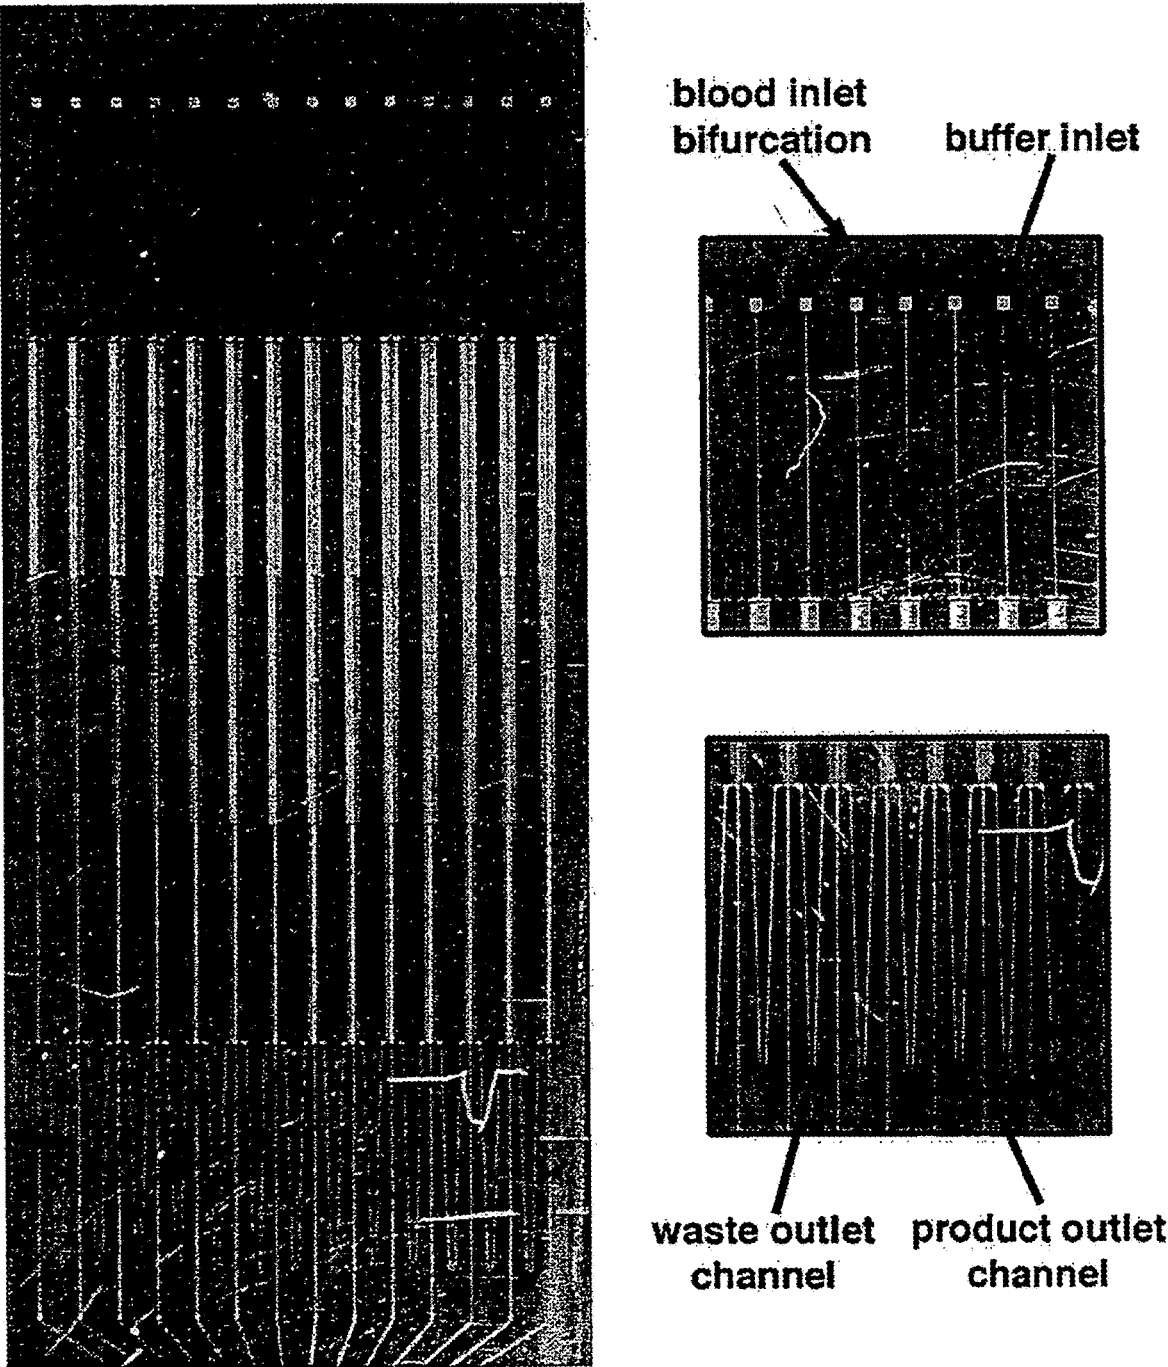 blood inlet
bifurcation
buffer inlet
waste outlet
channel
product outlet
channel